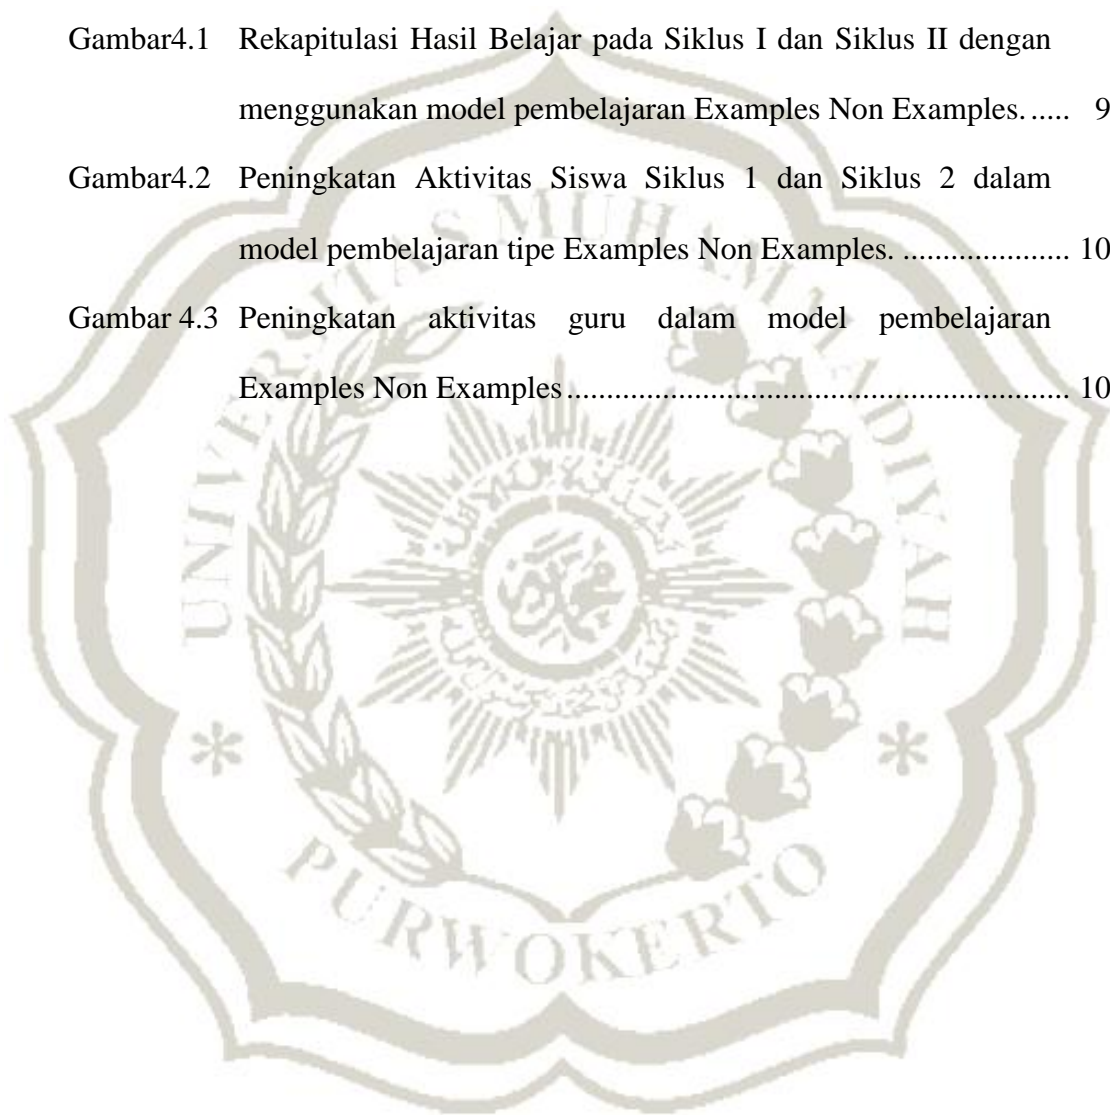 Gambar4.1 Rekapitulasi Hasil Belajar pada Siklus I dan Siklus II dengan
menggunakan model pembelajaran Examples Non Examples. ..... 9
Gambar4.2 Peningkatan Aktivitas Siswa Siklus 1 dan Siklus 2 dalam
model pembelajaran tipe Examples Non Examples. ..................... 10
Gambar 4.3 Peningkatan aktivitas guru dalam model pembelajaran
Examples Non Examples ............................................................... 10
UNIVERSITAS MUHAMMADIYAH
* *
PURWOKERTO